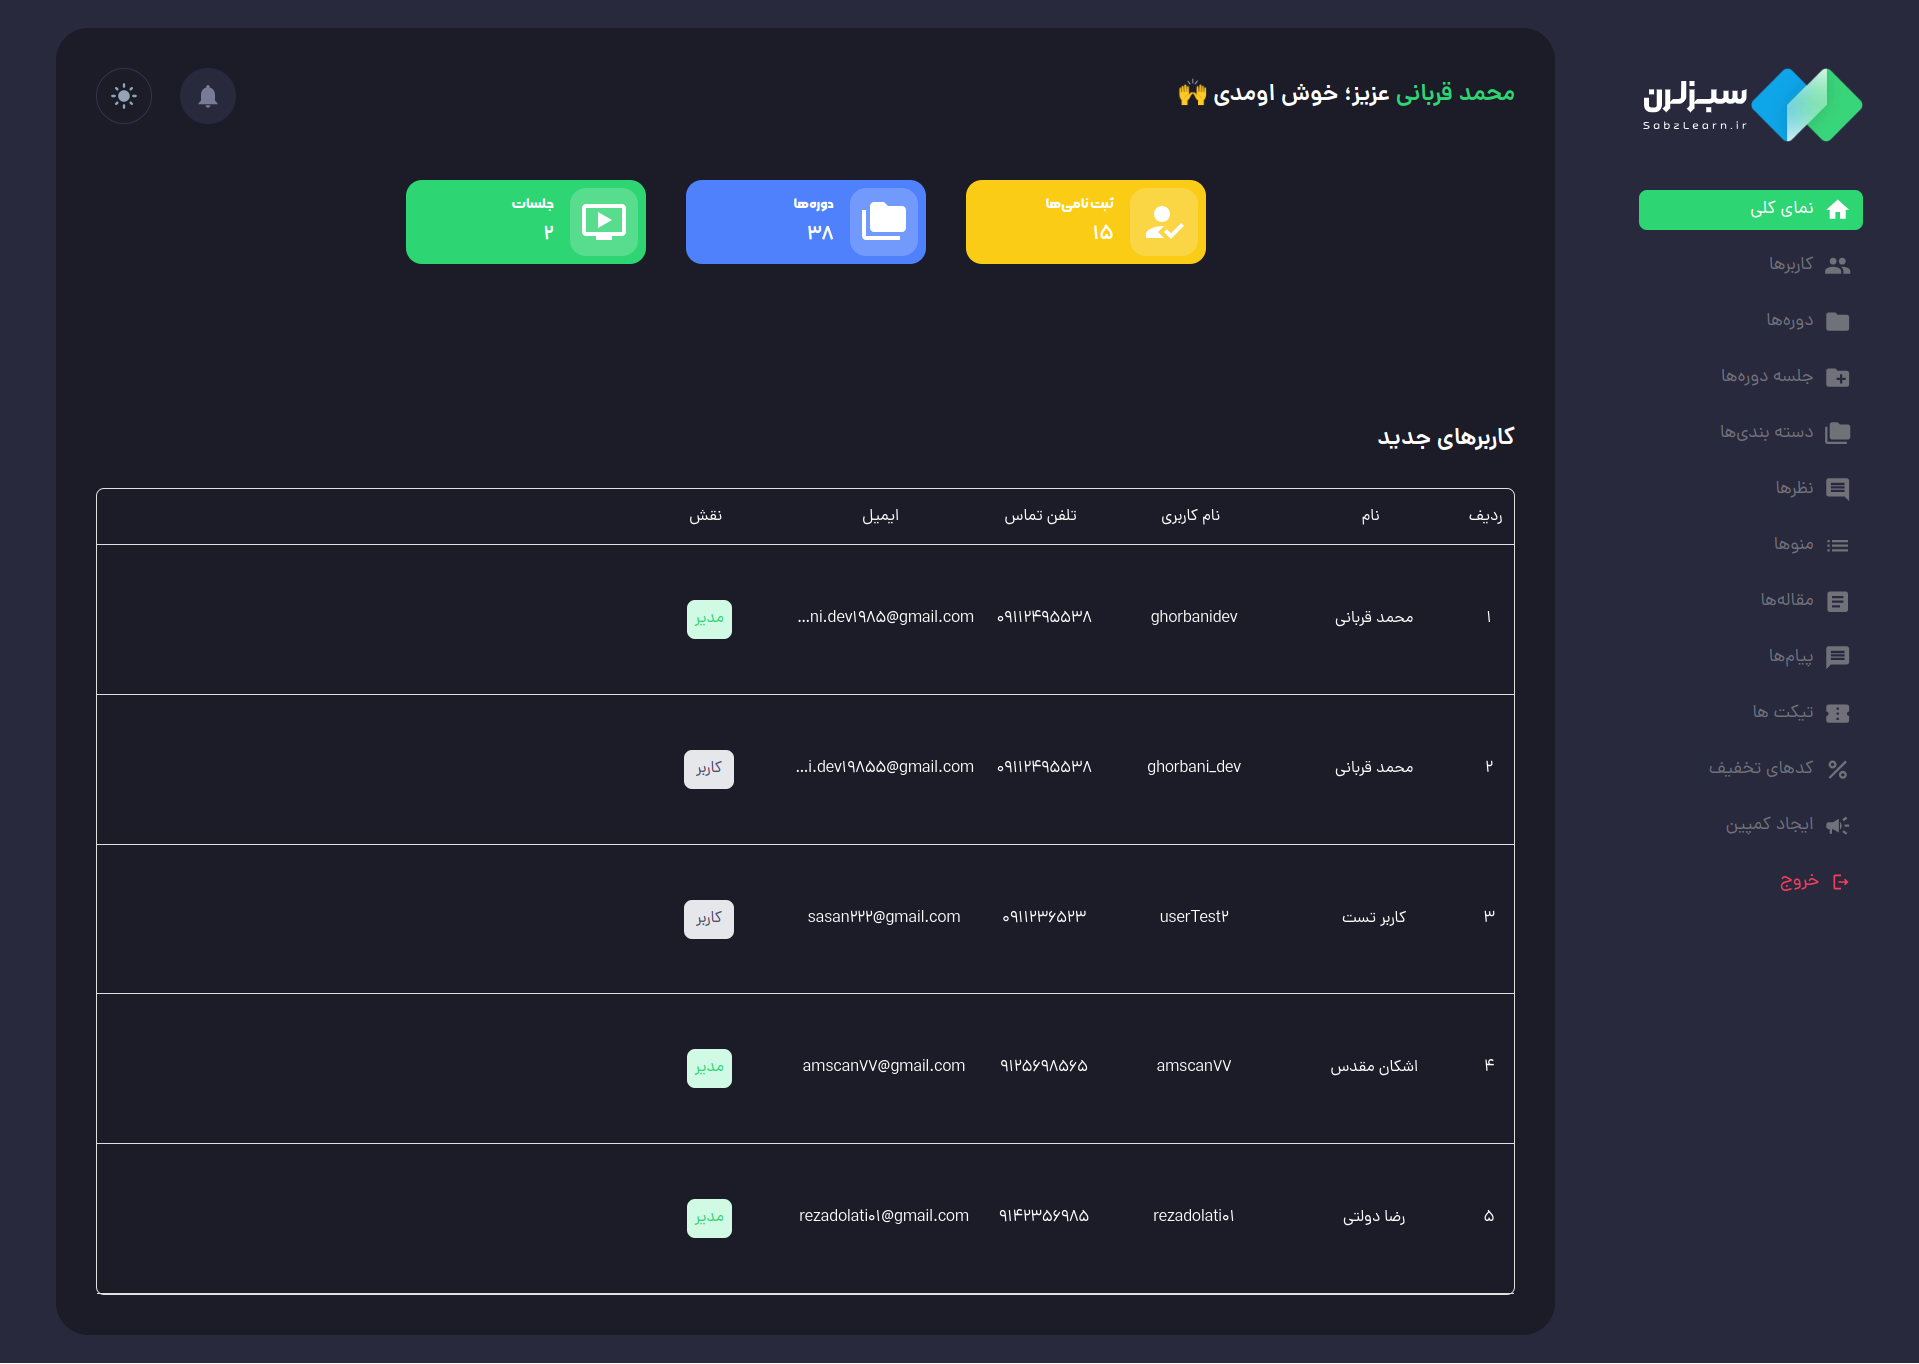 سبزلرن
SabzLearn.ir
نمای کلی
کاربرها
دوره‌ها
جلسه دوره‌ها
دسته بندی‌ها
نظرها
منوها
مقاله‌ها
پیام‌ها
تیکت ها
کدهای تخفیف
ایجاد کمپین
خروج
محمد قربانی عزیز؛ خوش اومدی 🙌
ثبت نامی‌ها
۱۵
دوره‌ها
۳۸
جلسات
۲
کاربرهای جدید
ردیف نام نام کاربری تلفن تماس ایمیل نقش
۱ محمد قربانی ghorbanidev ۰۹۱۱۲۴۹۵۵۳۸ ...ni.dev۱۹۸۵@gmail.com مدیر
۲ محمد قربانی ghorbani_dev ۰۹۱۱۲۴۹۵۵۳۸ ...i.dev۱۹۸۵۵@gmail.com کاربر
۳ کاربر تست userTest۲ ۰۹۱۱۲۳۶۵۲۳ sasan۲۲۲@gmail.com کاربر
۴ اشکان مقدس amscan۷۷ ۹۱۲۵۶۹۸۵۶۵ amscan۷۷@gmail.com مدیر
۵ رضا دولتی rezadolati۰۱ ۹۱۴۲۳۵۶۹۸۵ rezadolati۰۱@gmail.com مدیر